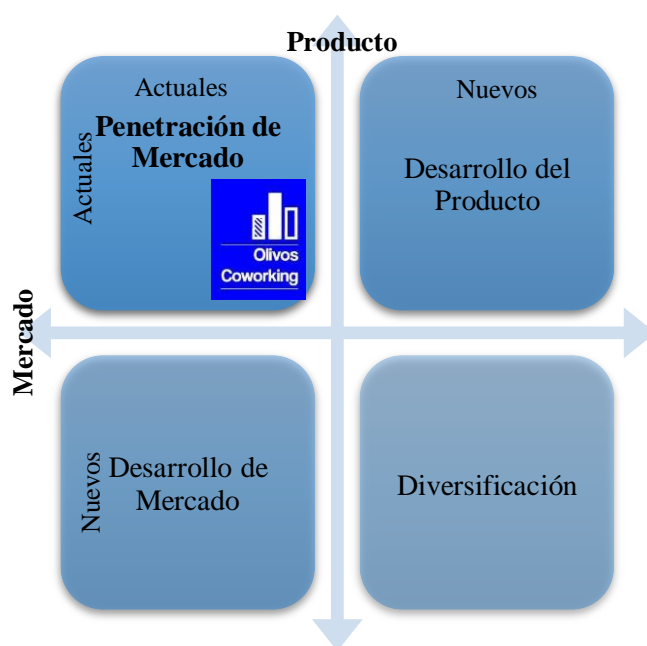 Producto
Actuales
Nuevos
Penetración de
Mercado
Actuales
Desarrollo del
Producto
Olivos
Coworking
Mercado
Nuevos
Desarrollo de
Mercado
Diversificación